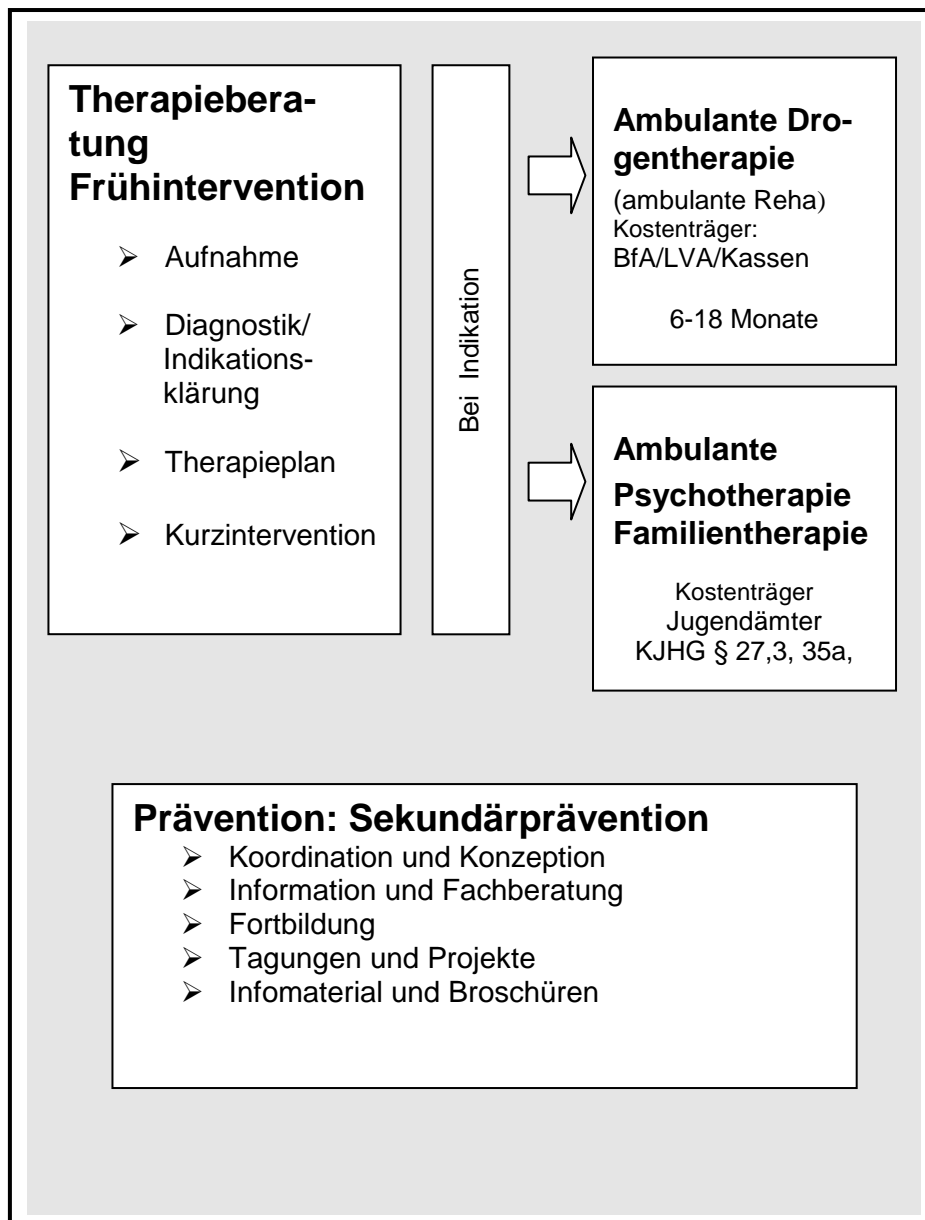 Therapiebera-
tung
Frühintervention
➢ Aufnahme
➢ Diagnostik/
Indikations-
klärung
➢ Therapieplan
➢ Kurzintervention
Bei Indikation
Ambulante Dro-
gentherapie
(ambulante Reha)
Kostenträger:
BfA/LVA/Kassen
6-18 Monate
Ambulante
Psychotherapie
Familientherapie
Kostenträger
Jugendämter
KJHG § 27,3, 35a,
Prävention: Sekundärprävention
➢ Koordination und Konzeption
➢ Information und Fachberatung
➢ Fortbildung
➢ Tagungen und Projekte
➢ Infomaterial und Broschüren